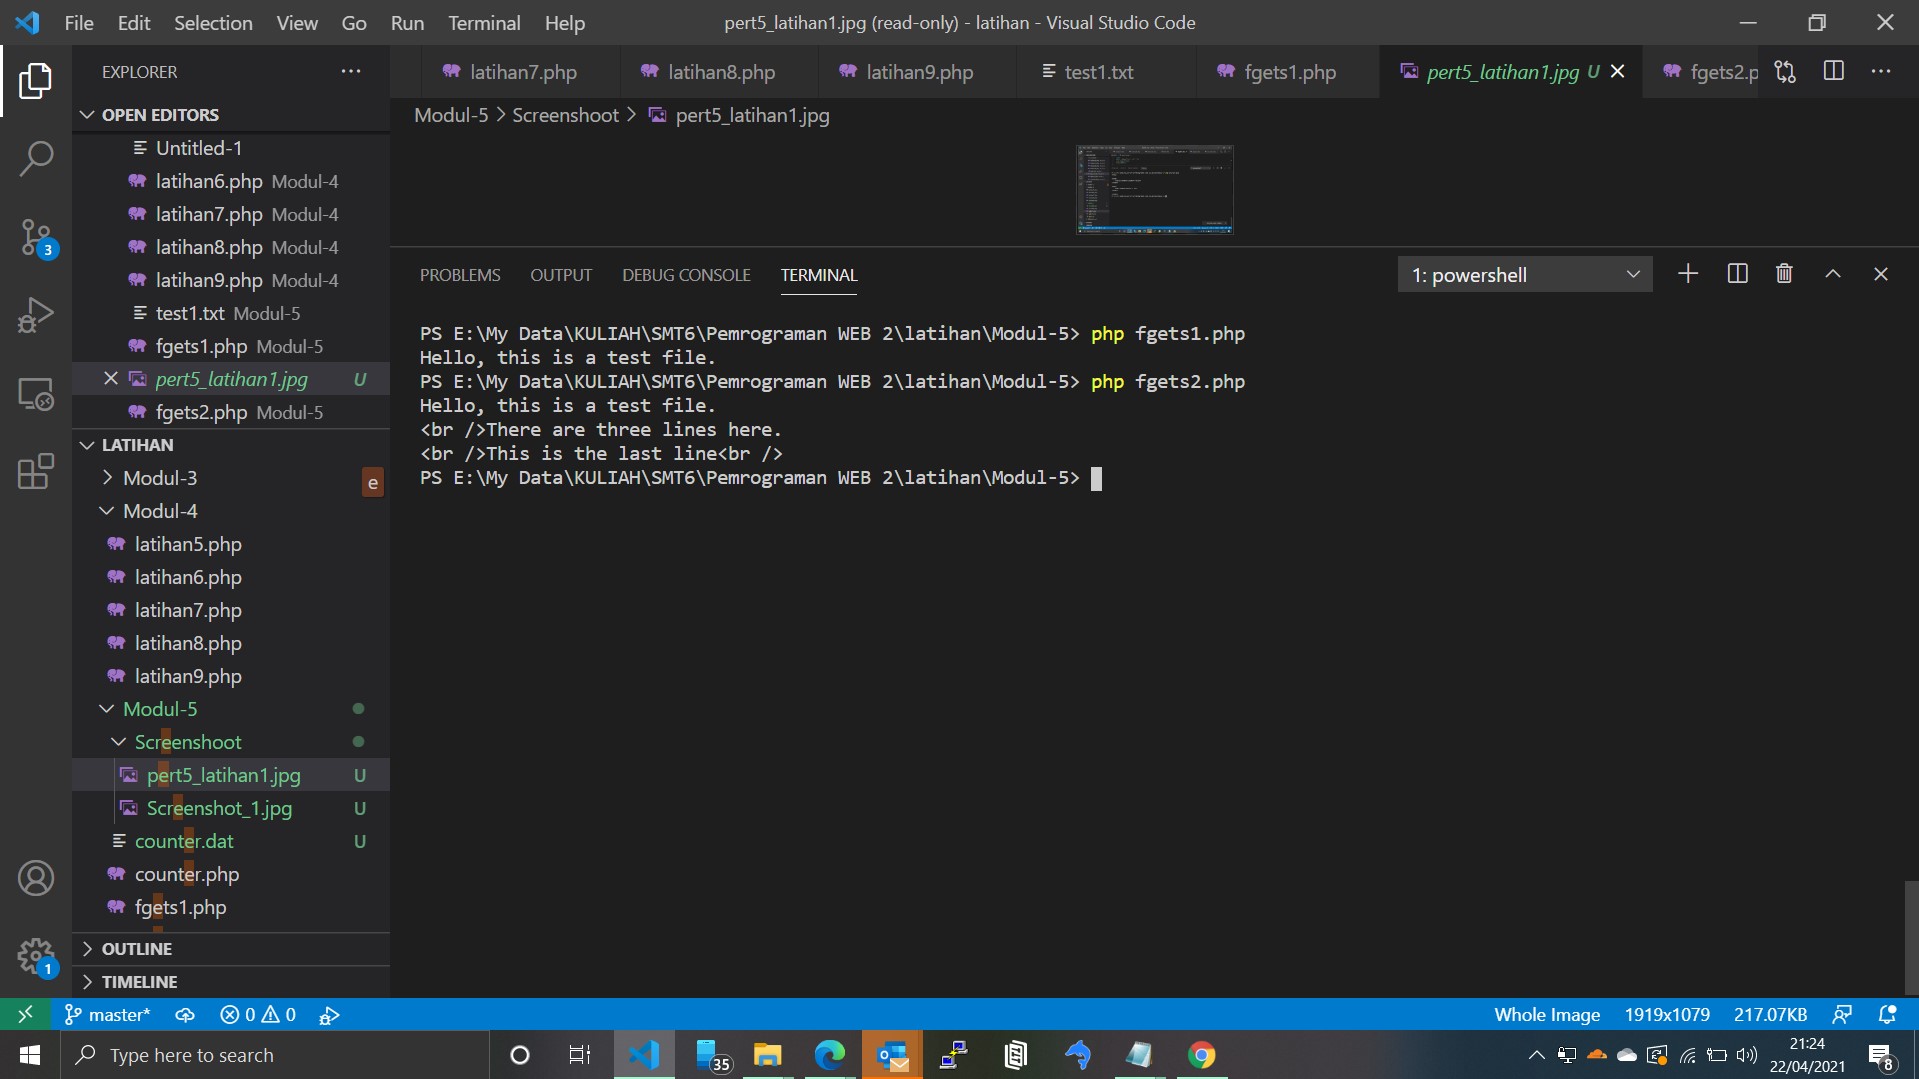 File Edit Selection View Go Run Terminal Help
pert5_latihan1.jpg (read-only) - latihan - Visual Studio Code
EXPLORER
OPEN EDITORS
Untitled-1
latihan6.php Modul-4
latihan7.php Modul-4
latihan8.php Modul-4
latihan9.php Modul-4
test1.txt Modul-5
fgets1.php Modul-5
pert5_latihan1.jpg U
fgets2.php Modul-5
LATIHAN
Modul-3
e
Modul-4
latihan5.php
latihan6.php
latihan7.php
latihan8.php
latihan9.php
Modul-5
Screenshoot
pert5_latihan1.jpg U
Screenshot_1.jpg U
counter.dat U
counter.php
fgets1.php
OUTLINE
TIMELINE
3
1
latihan7.php latihan8.php latihan9.php test1.txt fgets1.php pert5_latihan1.jpg U fgets2.p
Modul-5 > Screenshoot > pert5_latihan1.jpg
PROBLEMS OUTPUT DEBUG CONSOLE TERMINAL
1: powershell
PS E:\My Data\KULIAH\SMT6\Pemrograman WEB 2\latihan\Modul-5> php fgets1.php
Hello, this is a test file.
PS E:\My Data\KULIAH\SMT6\Pemrograman WEB 2\latihan\Modul-5> php fgets2.php
Hello, this is a test file.
<br />There are three lines here.
<br />This is the last line<br />
PS E:\My Data\KULIAH\SMT6\Pemrograman WEB 2\latihan\Modul-5>
master* 0 0
Whole Image 1919x1079 217.07KB
Type here to search
35
21:24
22/04/2021
8